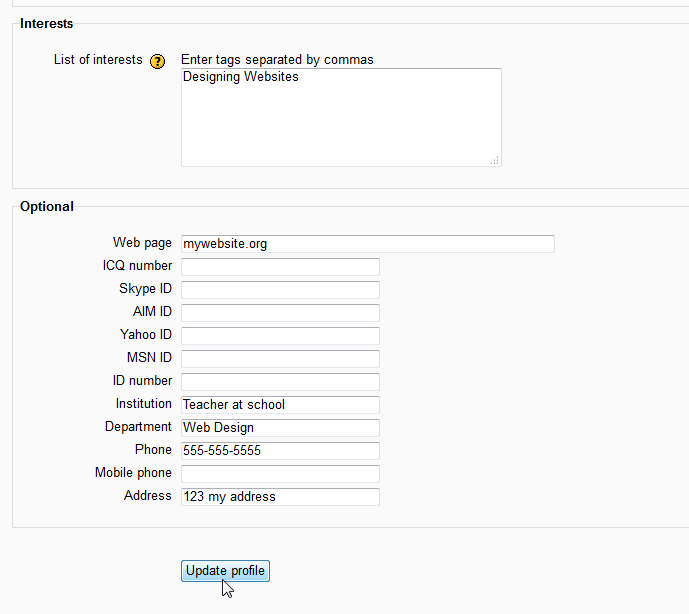 Interests
List of interests ? Enter tags separated by commas
Designing Websites
Optional
Web page mywebsite.org
ICQ number
Skype ID
AIM ID
Yahoo ID
MSN ID
ID number
Institution Teacher at school
Department Web Design
Phone 555-555-5555
Mobile phone
Address 123 my address
Update profile